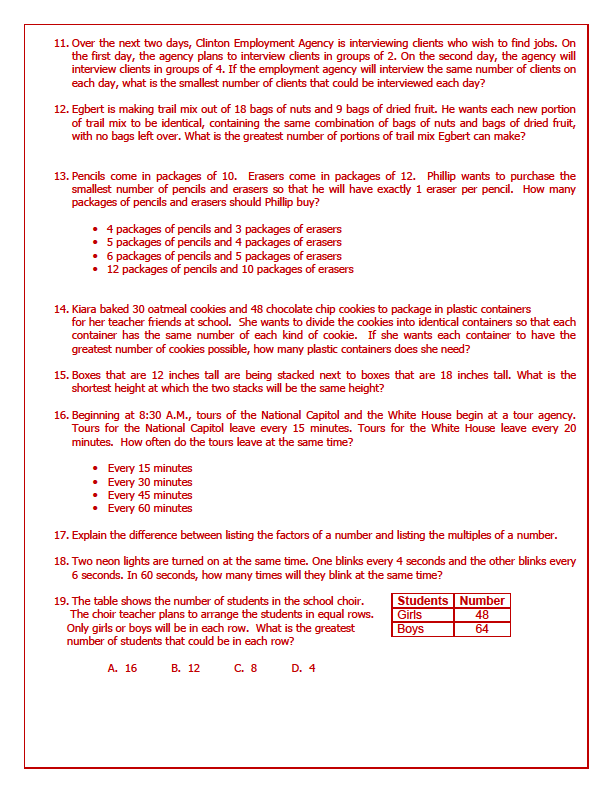 11. Over the next two days, Clinton Employment Agency is interviewing clients who wish to find jobs. On
the first day, the agency plans to interview clients in groups of 2. On the second day, the agency will
interview clients in groups of 4. If the employment agency will interview the same number of clients on
each day, what is the smallest number of clients that could be interviewed each day?
12. Egbert is making trail mix out of 18 bags of nuts and 9 bags of dried fruit. He wants each new portion
of trail mix to be identical, containing the same combination of bags of nuts and bags of dried fruit,
with no bags left over. What is the greatest number of portions of trail mix Egbert can make?
13. Pencils come in packages of 10. Erasers come in packages of 12. Phillip wants to purchase the
smallest number of pencils and erasers so that he will have exactly 1 eraser per pencil. How many
packages of pencils and erasers should Phillip buy?
• 4 packages of pencils and 3 packages of erasers
• 5 packages of pencils and 4 packages of erasers
• 6 packages of pencils and 5 packages of erasers
• 12 packages of pencils and 10 packages of erasers
14. Kiara baked 30 oatmeal cookies and 48 chocolate chip cookies to package in plastic containers
for her teacher friends at school. She wants to divide the cookies into identical containers so that each
container has the same number of each kind of cookie. If she wants each container to have the
greatest number of cookies possible, how many plastic containers does she need?
15. Boxes that are 12 inches tall are being stacked next to boxes that are 18 inches tall. What is the
shortest height at which the two stacks will be the same height?
16. Beginning at 8:30 A.M., tours of the National Capitol and the White House begin at a tour agency.
Tours for the National Capitol leave every 15 minutes. Tours for the White House leave every 20
minutes. How often do the tours leave at the same time?
• Every 15 minutes
• Every 30 minutes
• Every 45 minutes
• Every 60 minutes
17. Explain the difference between listing the factors of a number and listing the multiples of a number.
18. Two neon lights are turned on at the same time. One blinks every 4 seconds and the other blinks every
6 seconds. In 60 seconds, how many times will they blink at the same time?
19. The table shows the number of students in the school choir.
The choir teacher plans to arrange the students in equal rows.
Only girls or boys will be in each row. What is the greatest
number of students that could be in each row?
Students Number
Girls 48
Boys 64
A. 16 B. 12 C. 8 D. 4